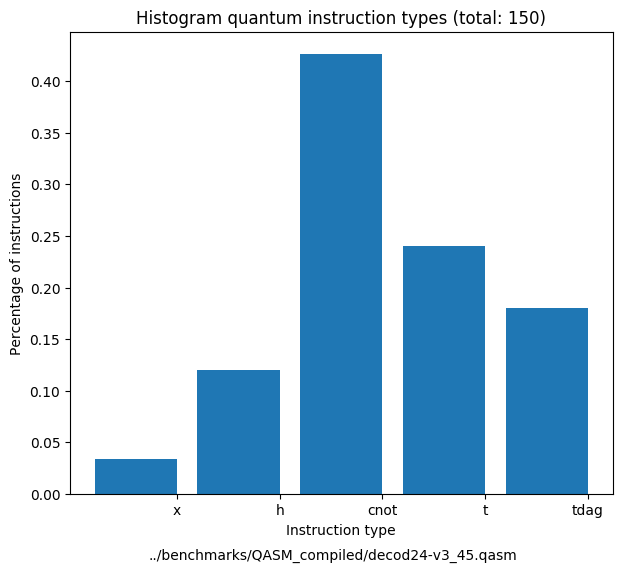 Histogram quantum instruction types (total: 150)
Percentage of instructions
0.40
0.35
0.30
0.25
0.20
0.15
0.10
0.05
0.00
x h cnot t tdag
Instruction type
../benchmarks/QASM_compiled/decod24-v3_45.qasm